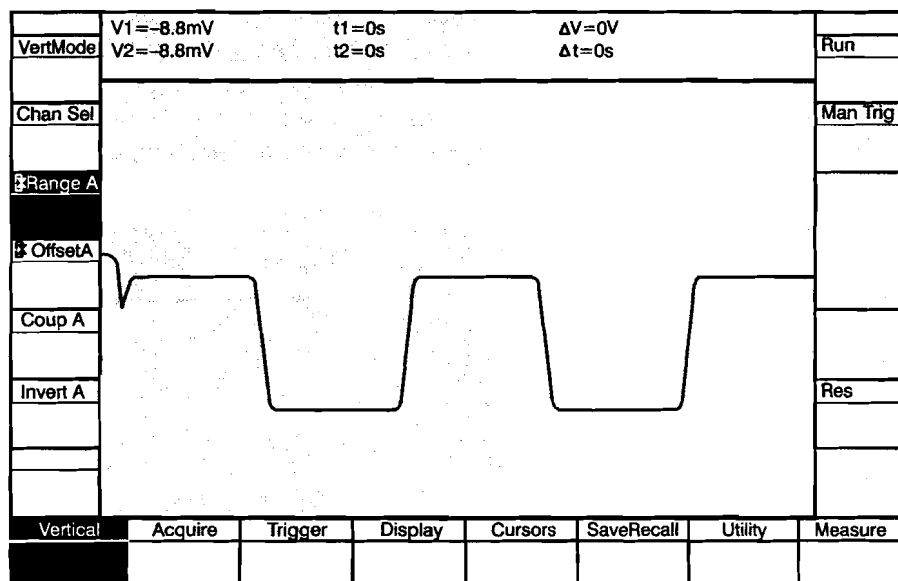 V1=-8.8mV t1=0s ΔV=0V
V2=-8.8mV t2=0s Δt=0s
VertMode
Run
Chan Sel
Man Trig
Range A
OffsetA
Coup A
Invert A
Res
Vertical Acquire Trigger Display Cursors SaveRecall Utility Measure